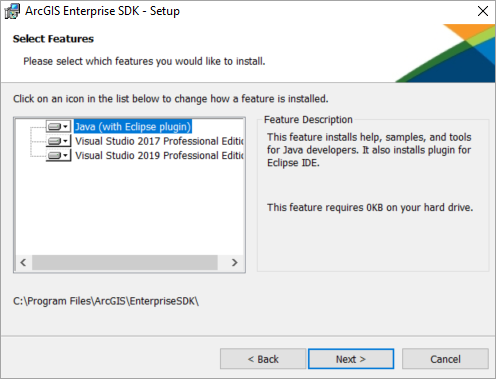 ArcGIS Enterprise SDK - Setup
Select Features
Please select which features you would like to install.
Click on an icon in the list below to change how a feature is installed.
Java (with Eclipse plugin)
Visual Studio 2017 Professional Editi
Visual Studio 2019 Professional Editi
Feature Description
This feature installs help, samples, and tools
for Java developers. It also installs plugin for
Eclipse IDE.
This feature requires 0KB on your hard drive.
C:\Program Files\ArcGIS\EnterpriseSDK\
< Back
Next >
Cancel